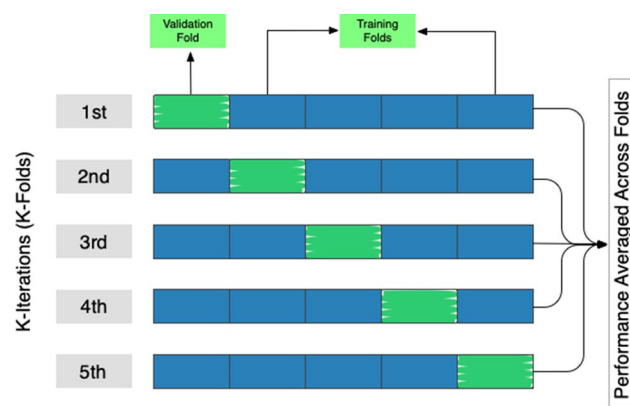 Validation
Fold
Training
Folds
K-Iterations (K-Folds)
1st
2nd
3rd
4th
5th
Performance Averaged Across Folds